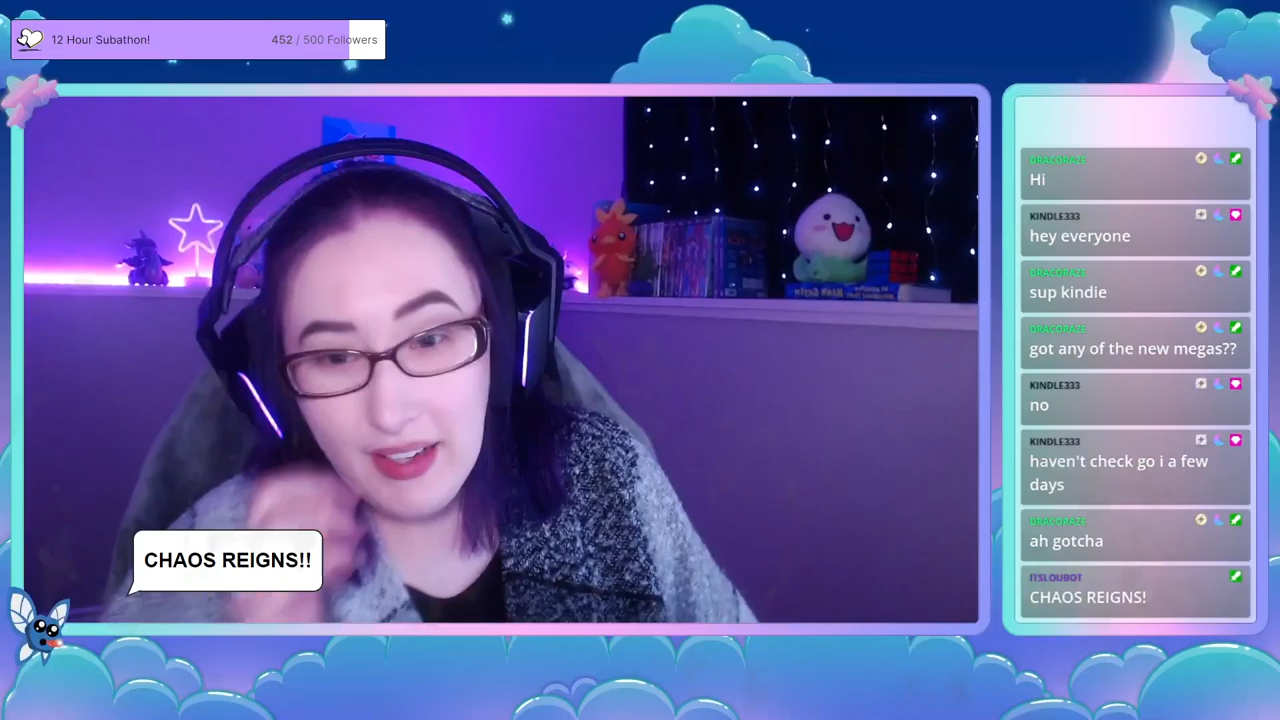 12 Hour Subathon!
452 / 500 Followers
DRACORAZE
Hi
KINDLE333
hey everyone
DRACORAZE
sup kindie
DRACORAZE
got any of the new megas??
KINDLE333
no
KINDLE333
haven't check go i a few
days
DRACORAZE
ah gotcha
ITSLOUBOT
CHAOS REIGNS!
CHAOS REIGNS!!